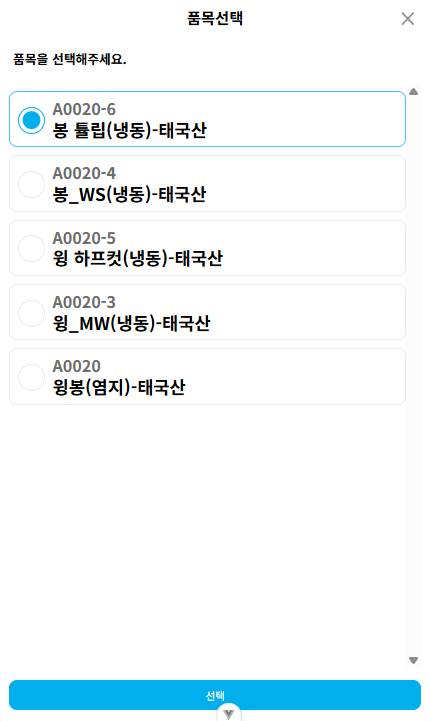 품목선택
품목을 선택해주세요.
A0020-6
봉 튤립(냉동)-태국산
A0020-4
봉_WS(냉동)-태국산
A0020-5
윙 하프컷(냉동)-태국산
A0020-3
윙_MW(냉동)-태국산
A0020
윙봉(염지)-태국산
선택